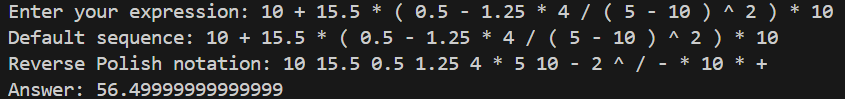 Enter your expression: 10 + 15.5 * ( 0.5 - 1.25 * 4 / ( 5 - 10 ) ^ 2 ) * 10
Default sequence: 10 + 15.5 * ( 0.5 - 1.25 * 4 / ( 5 - 10 ) ^ 2 ) * 10
Reverse Polish notation: 10 15.5 0.5 1.25 4 * 5 10 - 2 ^ / - * 10 * +
Answer: 56.49999999999999